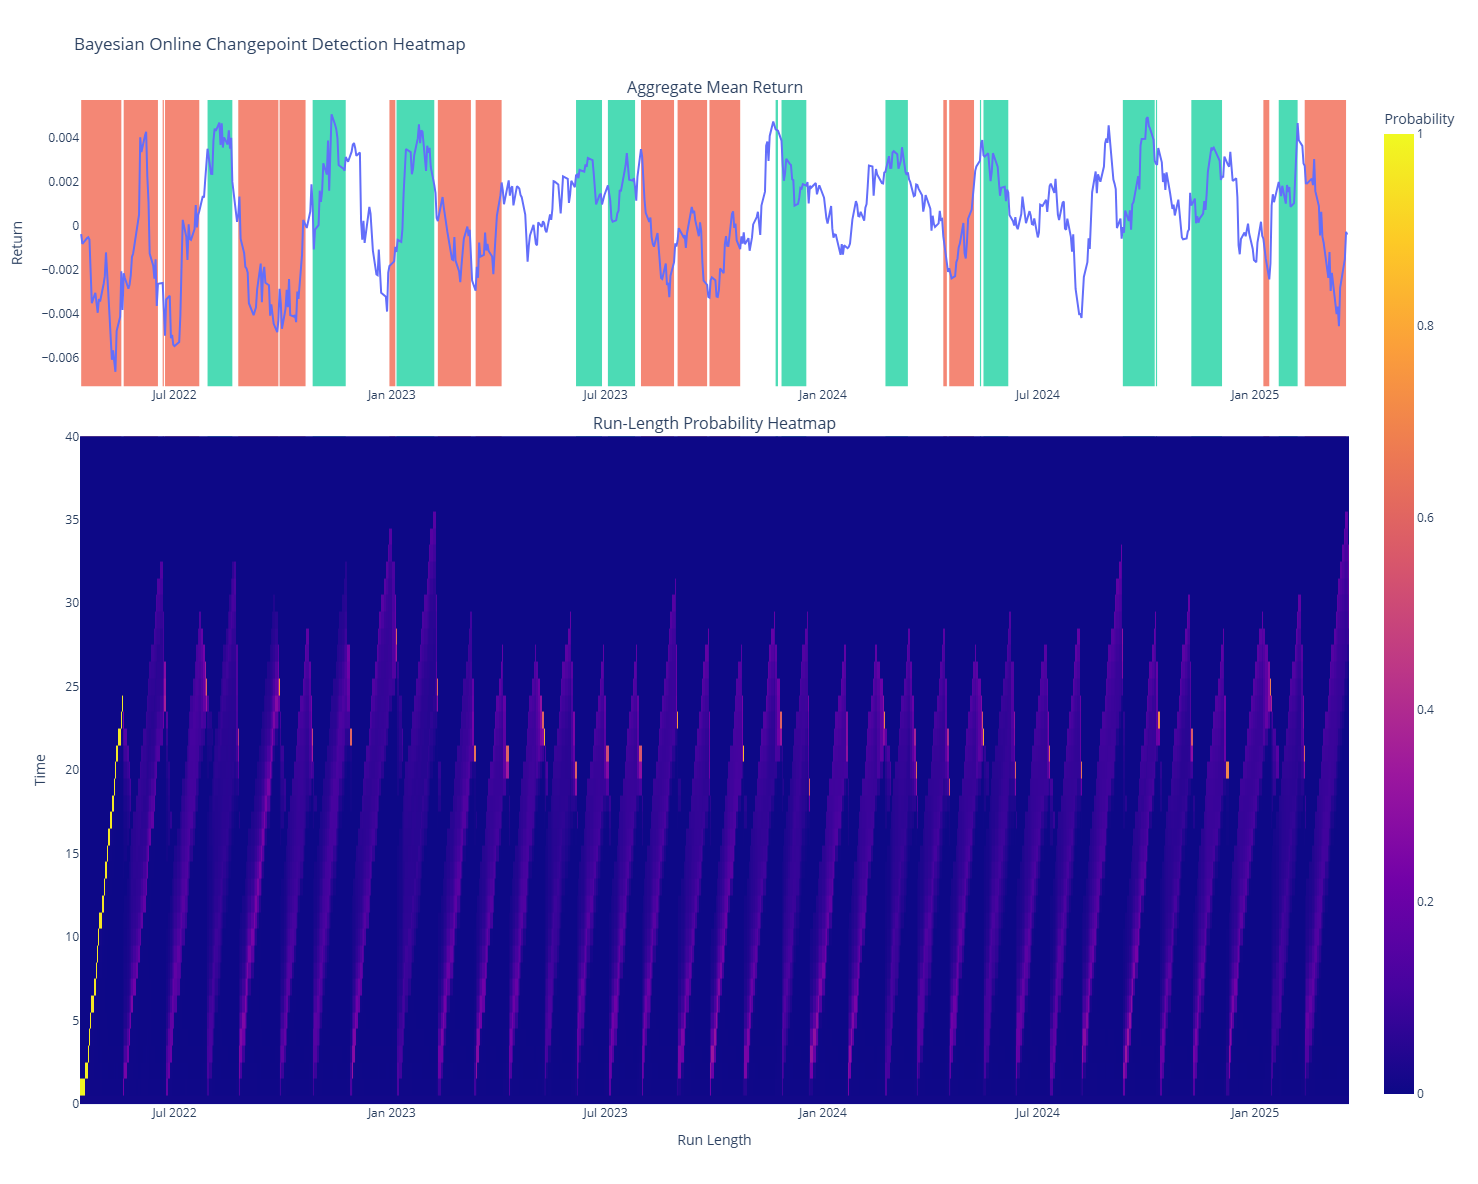 Bayesian Online Changepoint Detection Heatmap
Aggregate Mean Return
Probability
Return
0.004
0.002
0
−0.002
−0.004
−0.006
Jul 2022
Jan 2023
Jul 2023
Jan 2024
Jul 2024
Jan 2025
Run-Length Probability Heatmap
Time
40
35
30
25
20
15
10
5
0
Jul 2022
Jan 2023
Jul 2023
Jan 2024
Jul 2024
Jan 2025
Run Length
1
0.8
0.6
0.4
0.2
0